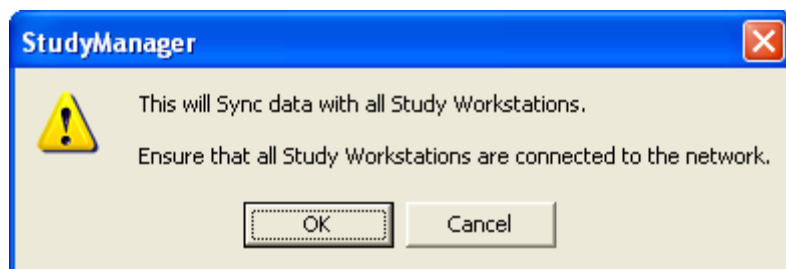 StudyManager
This will Sync data with all Study Workstations.
Ensure that all Study Workstations are connected to the network.
OK
Cancel